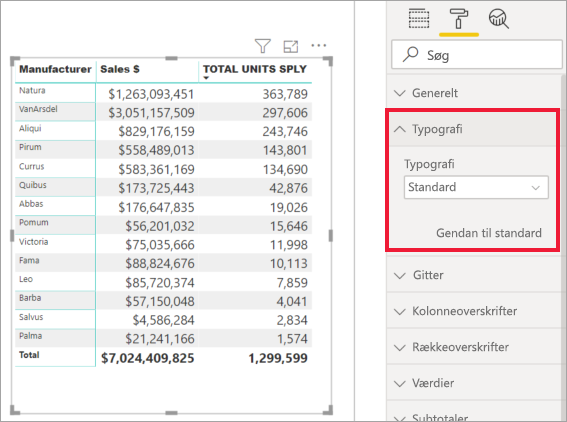 Manufacturer Sales $ TOTAL UNITS SPLY
Natura $1,263,093,451 363,789
VanArsdel $3,051,157,509 297,606
Aliqui $829,176,159 243,746
Pirum $558,489,013 143,801
Currus $583,361,169 134,690
Quibus $173,725,443 42,876
Abbas $176,647,835 19,026
Pomum $56,201,032 15,646
Victoria $75,035,666 11,998
Fama $88,824,676 10,113
Leo $85,720,374 7,859
Barba $57,150,048 4,041
Salvus $4,586,284 2,834
Palma $21,241,166 1,574
Total $7,024,409,825 1,299,599
Søg
Generelt
Typografi
Typografi
Standard
Gendan til standard
Gitter
Kolonneoverskrifter
Rækkeoverskrifter
Værdier
Subtotaler